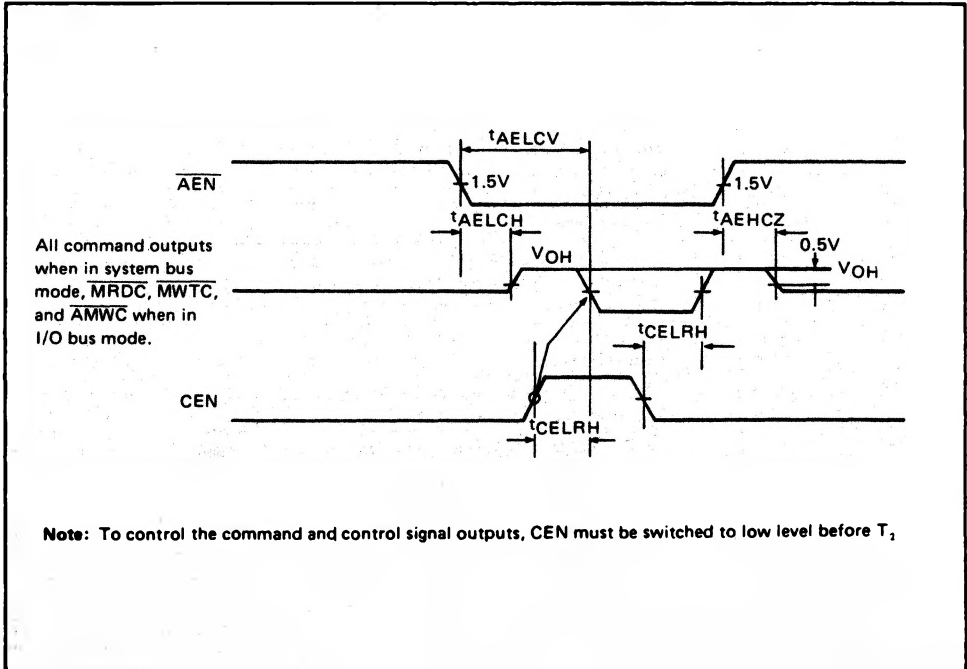 tAELCV
AEN
1.5V
1.5V
tAELCH
tAEHCZ
0.5V
All command outputs
when in system bus
mode, MRDC, MWTC,
and AMWC when in
I/O bus mode.
VOH
VOH
tCELRH
CEN
tCELRH
Note: To control the command and control signal outputs, CEN must be switched to low level before T₂